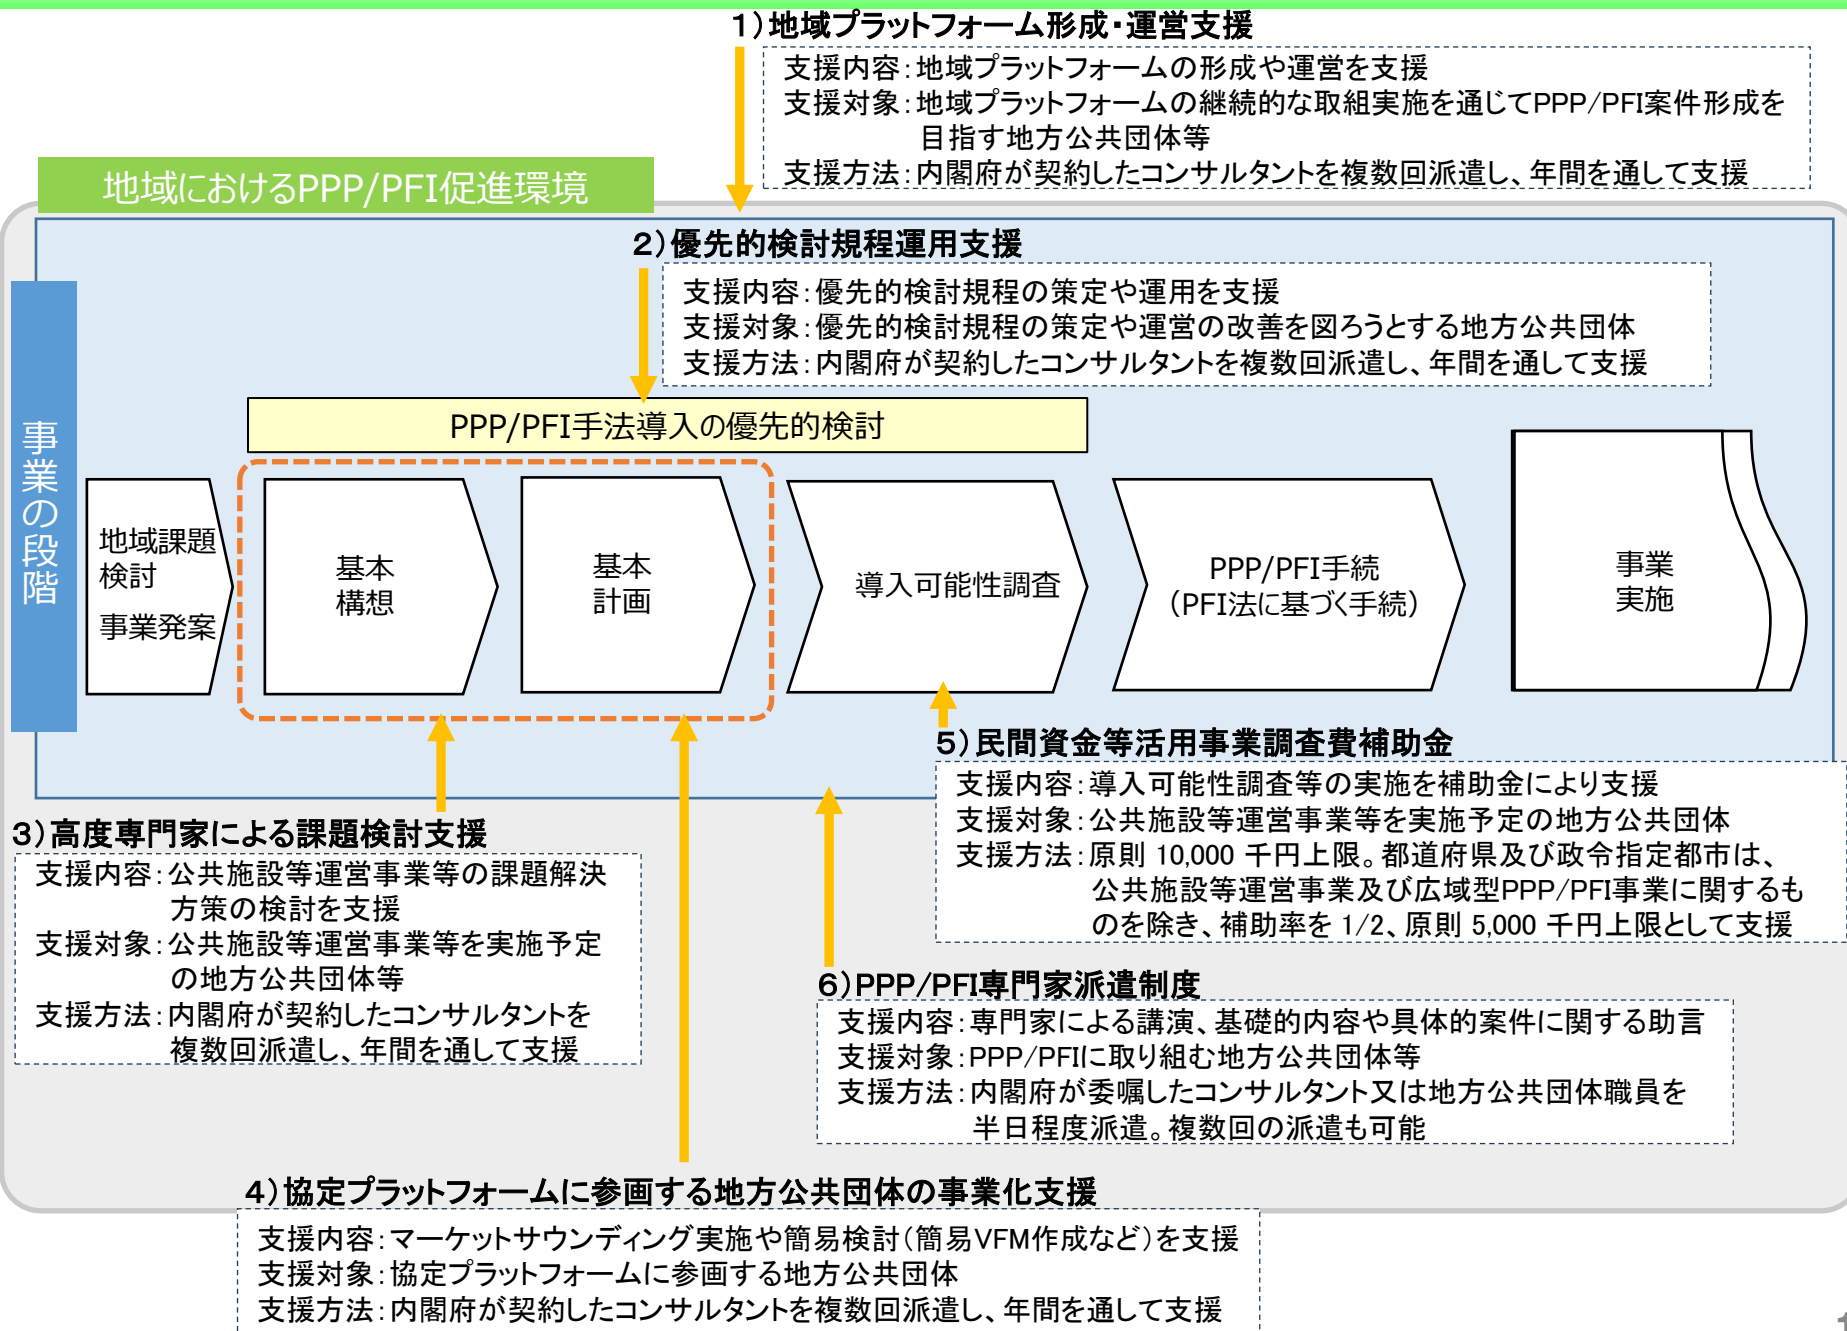 1）地域プラットフォーム形成・運営支援
支援内容：地域プラットフォームの形成や運営を支援
支援対象：地域プラットフォームの継続的な取組実施を通じてPPP/PFI案件形成を
目指す地方公共団体等
支援方法：内閣府が契約したコンサルタントを複数回派遣し、年間を通して支援
地域におけるPPP/PFI促進環境
2）優先的検討規程運用支援
支援内容：優先的検討規程の策定や運用を支援
支援対象：優先的検討規程の策定や運営の改善を図ろうとする地方公共団体
支援方法：内閣府が契約したコンサルタントを複数回派遣し、年間を通して支援
事業の段階
PPP/PFI手法導入の優先的検討
地域課題
検討
事業発案
基本
構想
基本
計画
導入可能性調査
PPP/PFI手続
（PFI法に基づく手続）
事業
実施
5）民間資金等活用事業調査費補助金
支援内容：導入可能性調査等の実施を補助金により支援
支援対象：公共施設等運営事業等を実施予定の地方公共団体
支援方法：原則 10,000 千円上限。都道府県及び政令指定都市は、
公共施設等運営事業及び広域型PPP/PFI事業に関するも
のを除き、補助率を 1/2、原則 5,000 千円上限として支援
3）高度専門家による課題検討支援
支援内容：公共施設等運営事業等の課題解決
方策の検討を支援
支援対象：公共施設等運営事業等を実施予定
の地方公共団体等
支援方法：内閣府が契約したコンサルタントを
複数回派遣し、年間を通して支援
6）PPP/PFI専門家派遣制度
支援内容：専門家による講演、基礎的内容や具体的案件に関する助言
支援対象：PPP/PFIに取り組む地方公共団体等
支援方法：内閣府が委嘱したコンサルタント又は地方公共団体職員を
半日程度派遣。複数回の派遣も可能
4）協定プラットフォームに参画する地方公共団体の事業化支援
支援内容：マーケットサウンディング実施や簡易検討（簡易VFM作成など）を支援
支援対象：協定プラットフォームに参画する地方公共団体
支援方法：内閣府が契約したコンサルタントを複数回派遣し、年間を通して支援